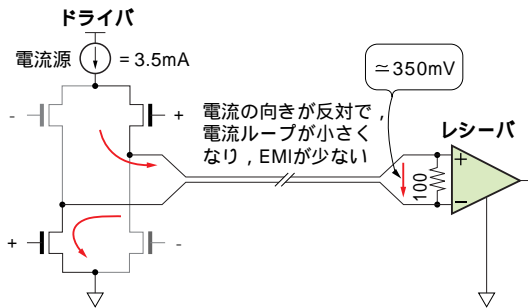 ドライバ
電流源 = 3.5mA
≃350mV
- +
電流の向きが反対で，
電流ループが小さく
なり，EMIが少ない
レシーバ
+
100
-
+ -